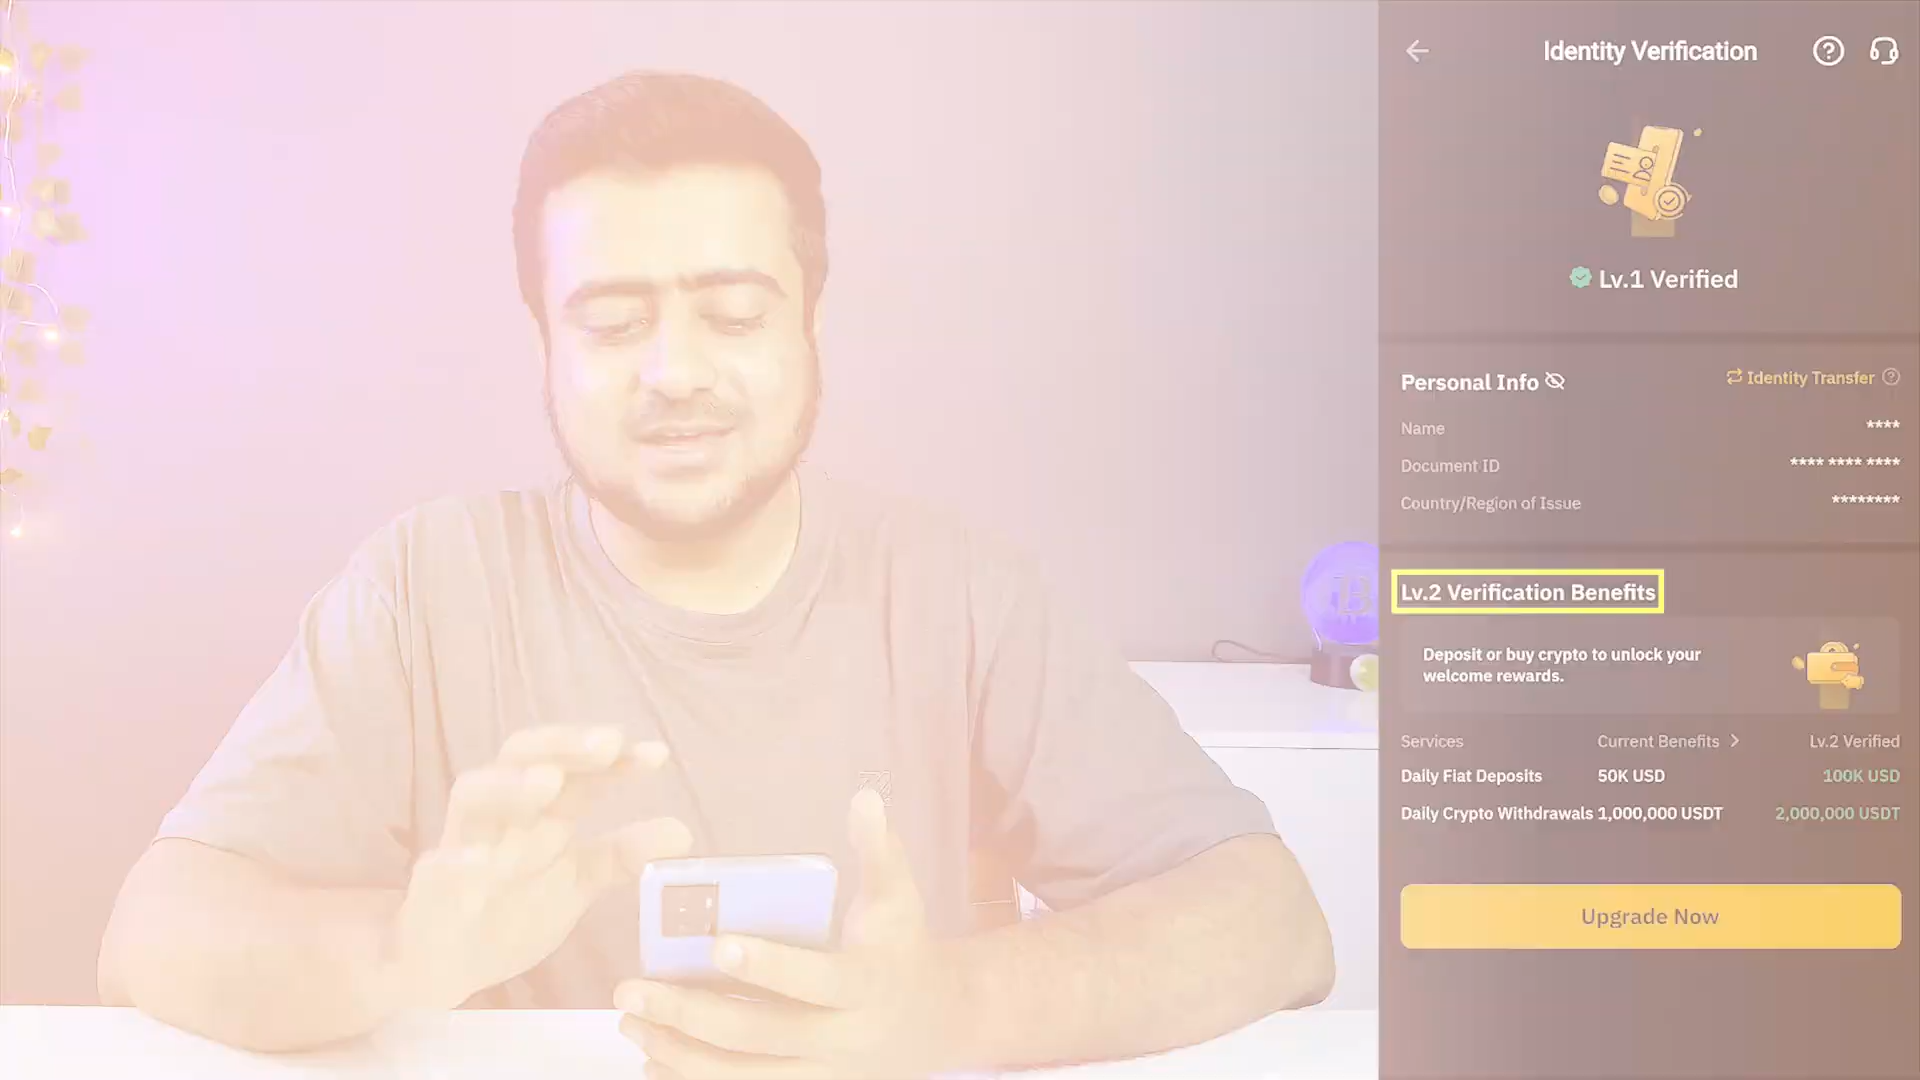 Identity Verification
Lv.1 Verified
Personal Info
Identity Transfer
Name ****
Document ID **** **** ****
Country/Region of Issue ********
Lv.2 Verification Benefits
Deposit or buy crypto to unlock your
welcome rewards.
Services Current Benefits > Lv.2 Verified
Daily Fiat Deposits 50K USD 100K USD
Daily Crypto Withdrawals 1,000,000 USDT 2,000,000 USDT
Upgrade Now